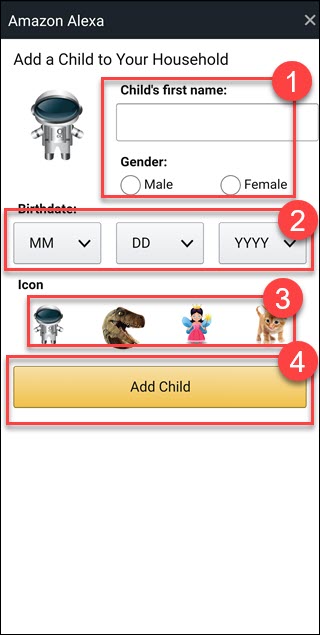 Amazon Alexa
Add a Child to Your Household
1
Child's first name:
Gender:
Male Female
Birthdate:
2
MM DD YYYY
Icon
3
4
Add Child